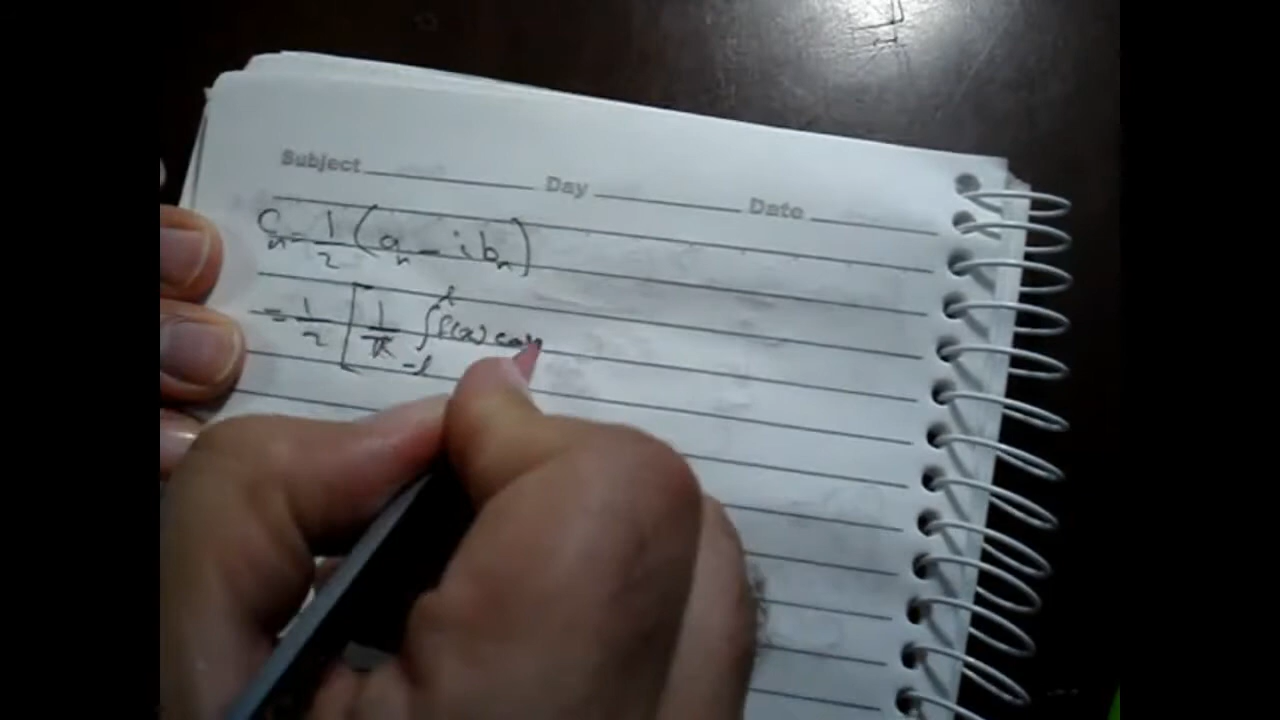 Subject Day Date
Cn = 1/2 (an - ibn)
= 1/2 [ 1/π ∫_{-l}^{l} f(x) cos